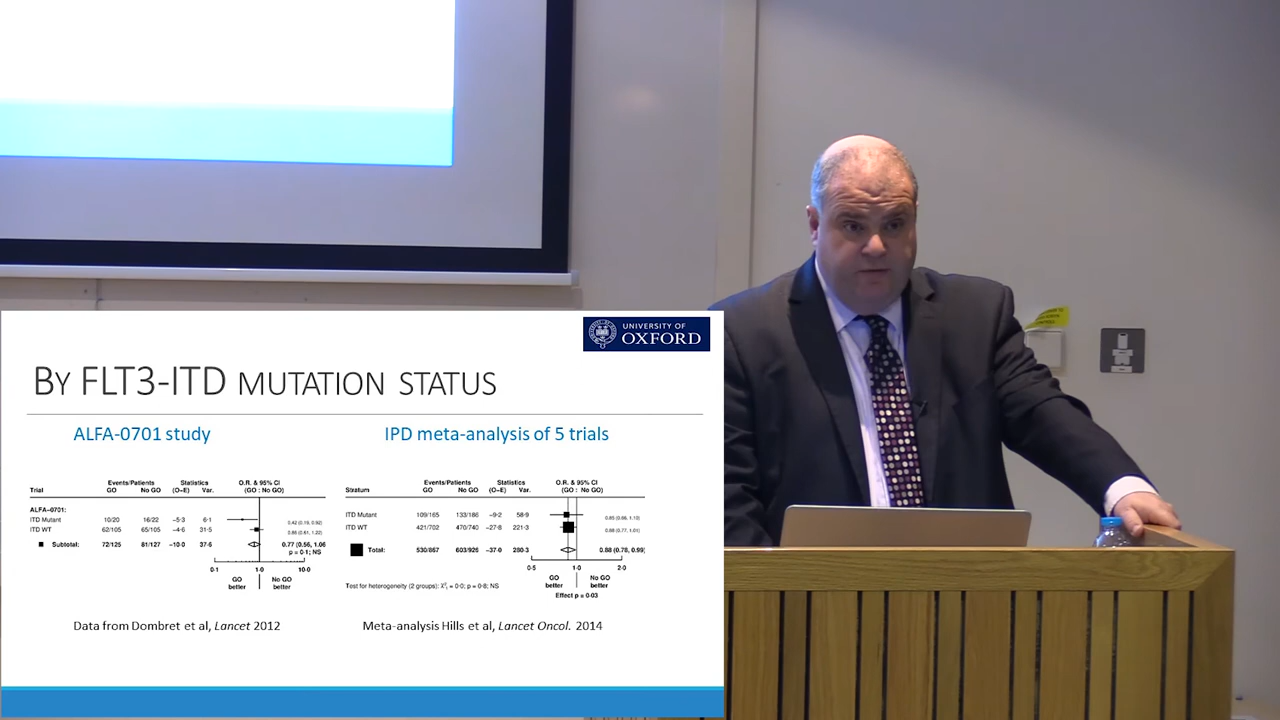 UNIVERSITY OF
OXFORD
BY FLT3-ITD MUTATION STATUS
ALFA-0701 study
IPD meta-analysis of 5 trials
Events/Patients Statistics O.R. & 95% CI
Trial GO No GO (O–E) Var. (GO : No GO)
ALFA-0701:
ITD Mutant 10/20 16/22 –5·3 6·1 0.42 (0.19, 0.92)
ITD WT 62/105 65/105 –4·6 31·5 0.86 (0.61, 1.22)
Subtotal: 72/125 81/127 –10·0 37·6 0.77 (0.56, 1.06
p = 0·1; NS
0·1 1·0 10·0
GO better No GO better
Events/Patients Statistics O.R. & 95% CI
Stratum GO No GO (O–E) Var. (GO : No GO)
ITD Mutant 109/165 133/186 –9·2 58·9
ITD WT 421/702 470/740 –27·8 221·3 0.88 (0.77, 1.01)
Total: 530/867 603/926 –37·0 280·3 0.88 (0.78, 0.99)
0·5 1·0 2·0
GO better No GO better
Test for heterogeneity (2 groups): χ²₁ = 0·0; p = 0·8; NS
Effect p = 0·03
Data from Dombret et al, Lancet 2012
Meta-analysis Hills et al, Lancet Oncol. 2014